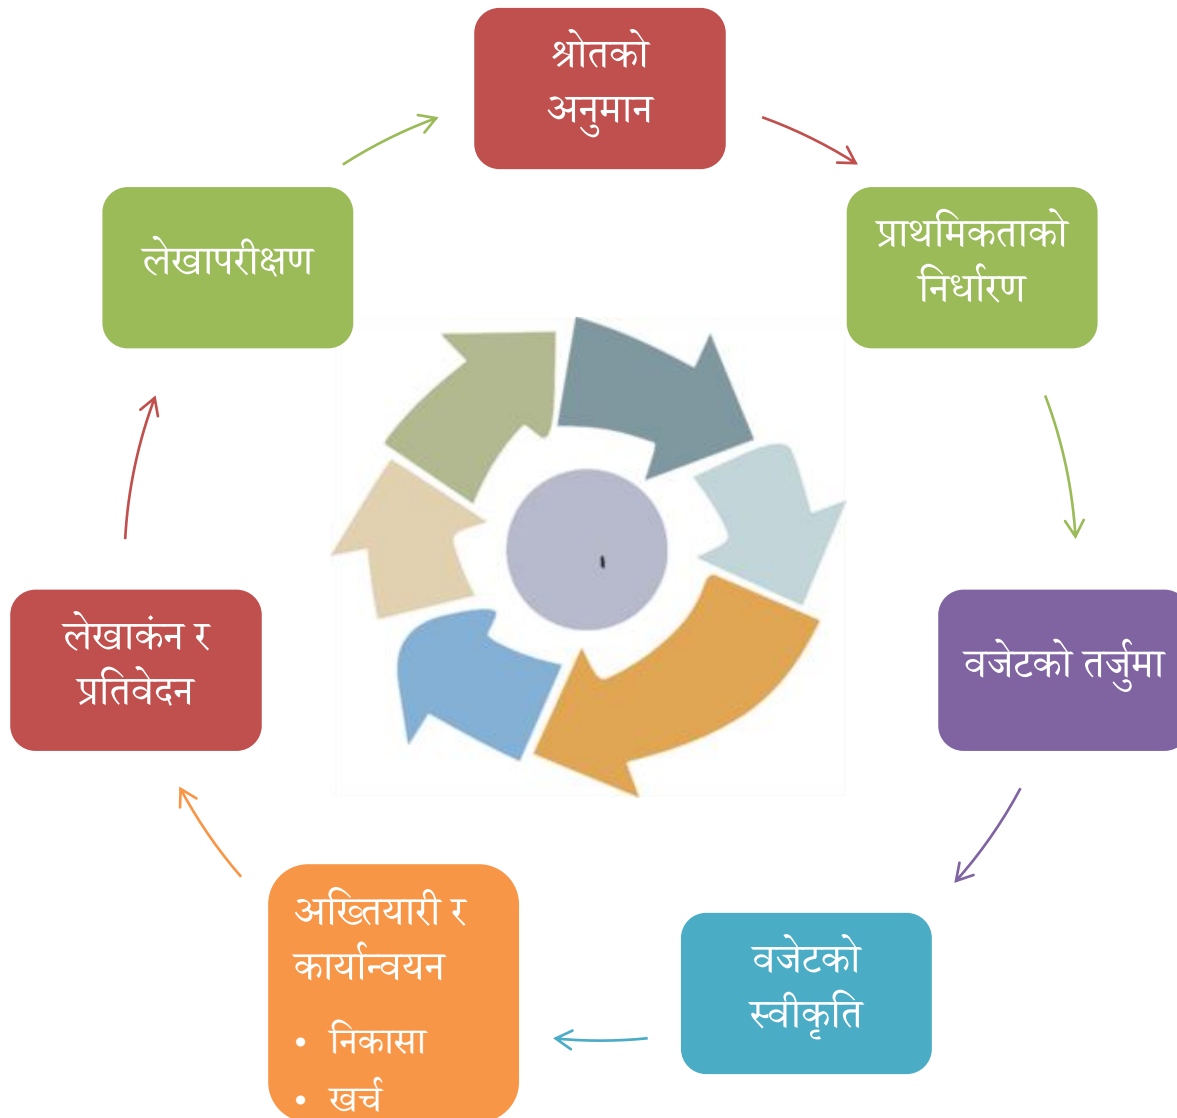 श्रोतको
अनुमान
प्राथमिकताको
निर्धारण
वजेटको तर्जुमा
वजेटको
स्वीकृति
अख्तियारी र
कार्यान्वयन
• निकासा
• खर्च
लेखाकंन र
प्रतिवेदन
लेखापरीक्षण